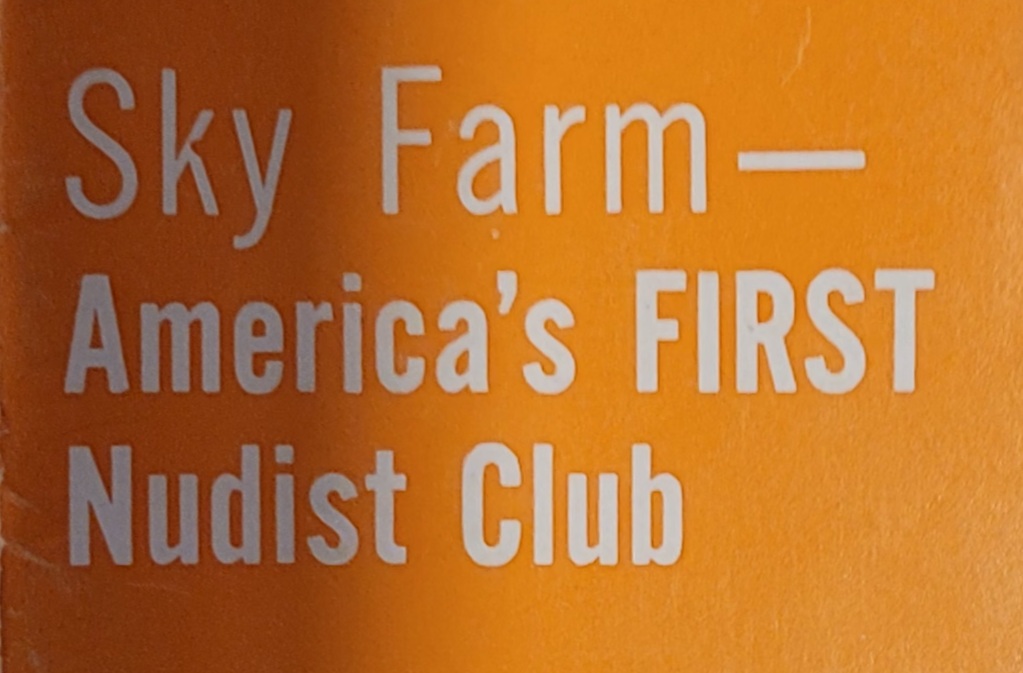 Sky Farm—
America's FIRST
Nudist Club